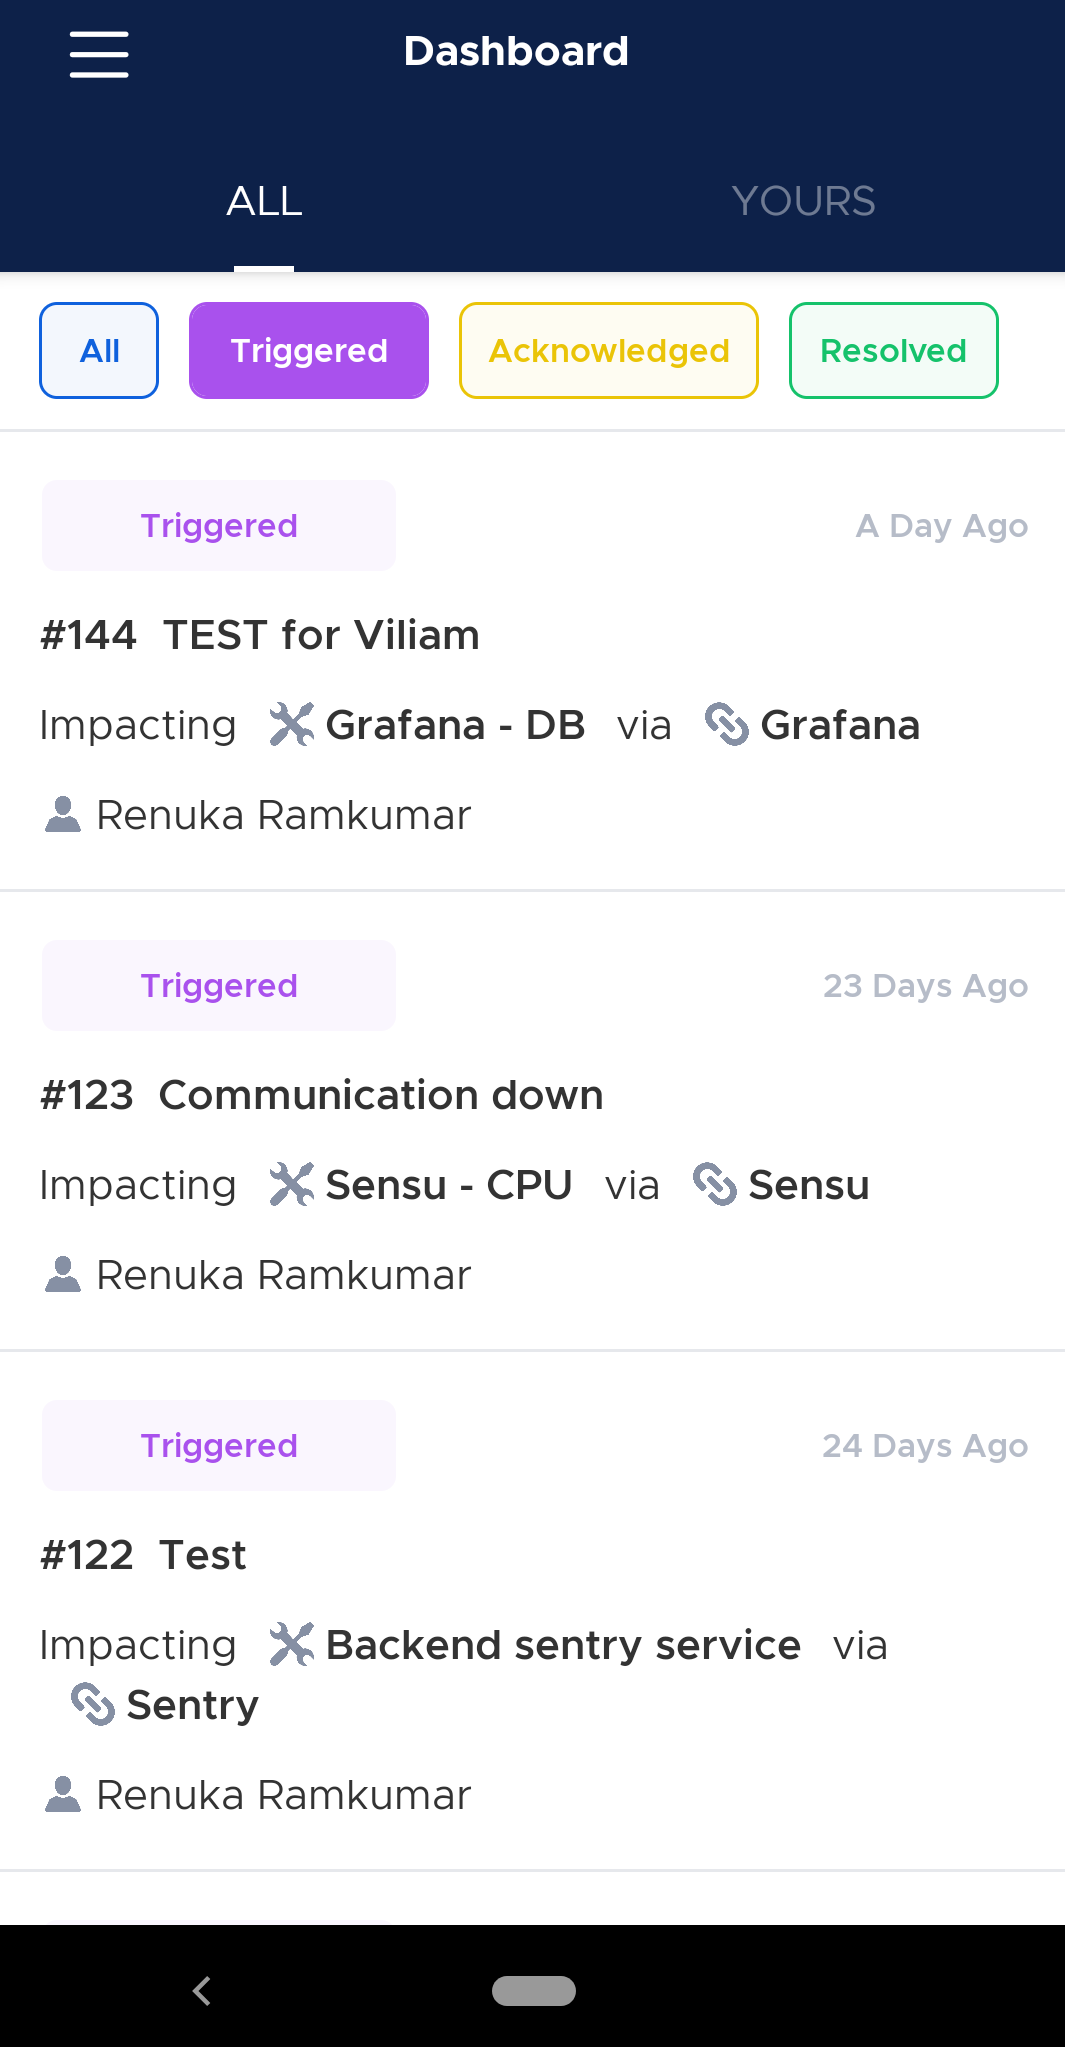 Dashboard
ALL YOURS
All Triggered Acknowledged Resolved
Triggered A Day Ago
#144 TEST for Viliam
Impacting Grafana - DB via Grafana
Renuka Ramkumar
Triggered 23 Days Ago
#123 Communication down
Impacting Sensu - CPU via Sensu
Renuka Ramkumar
Triggered 24 Days Ago
#122 Test
Impacting Backend sentry service via
Sentry
Renuka Ramkumar